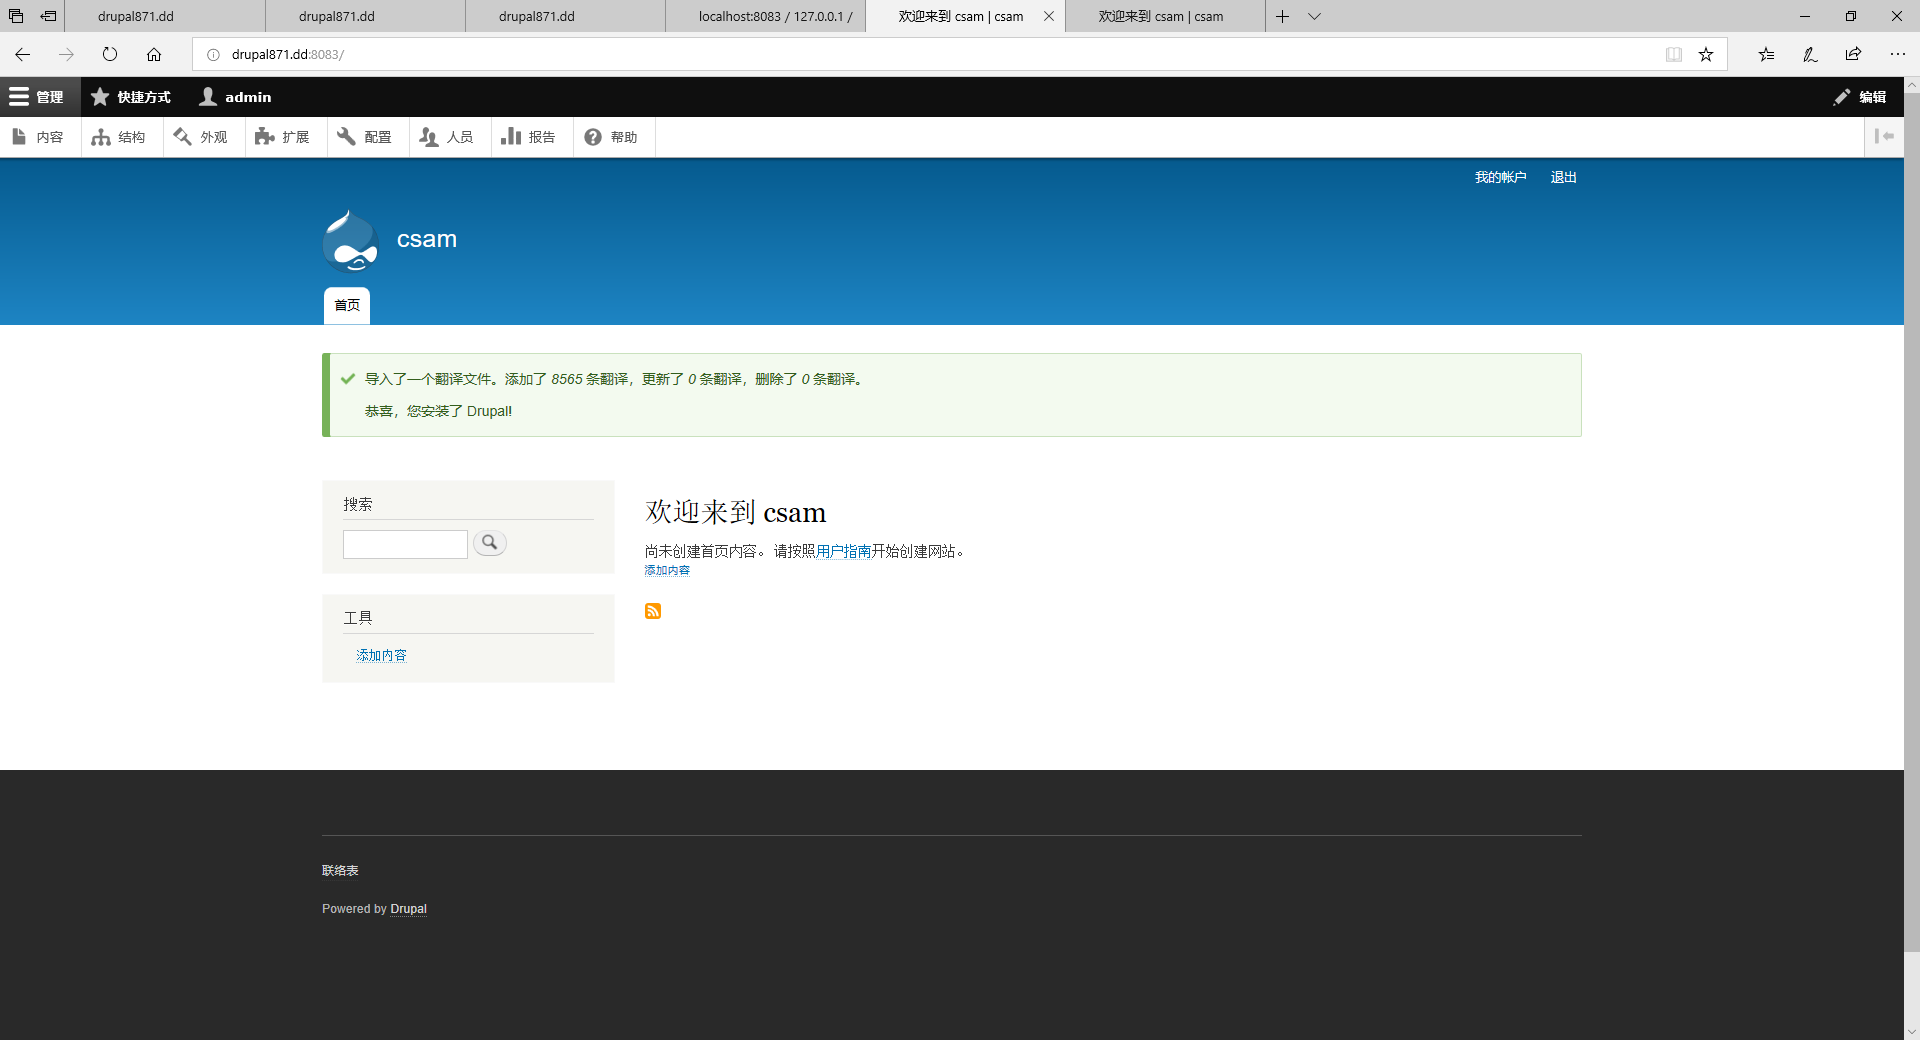 drupal871.dd
drupal871.dd
drupal871.dd
localhost:8083 / 127.0.0.1 /
欢迎来到 csam | csam
欢迎来到 csam | csam
drupal871.dd:8083/
管理
快捷方式
admin
编辑
内容
结构
外观
扩展
配置
人员
报告
帮助
我的帐户
退出
csam
首页
导入了一个翻译文件。添加了 8565 条翻译，更新了 0 条翻译，删除了 0 条翻译。
恭喜，您安装了 Drupal!
搜索
欢迎来到 csam
尚未创建首页内容。 请按照用户指南开始创建网站。
添加内容
工具
添加内容
联络表
Powered by Drupal